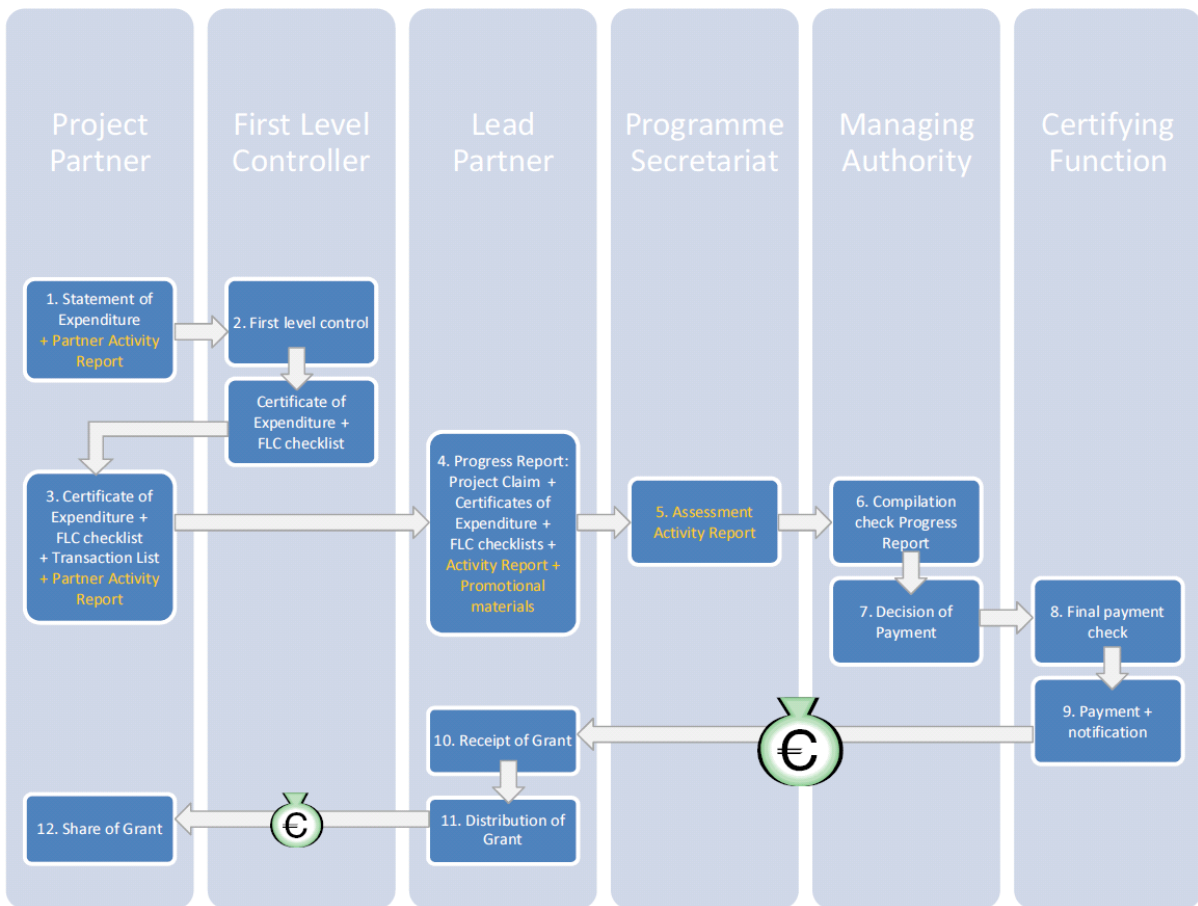 Project
Partner
First Level
Controller
Lead
Partner
Programme
Secretariat
Managing
Authority
Certifying
Function
1. Statement of
Expenditure
+ Partner Activity
Report
2. First level control
Certificate of
Expenditure +
FLC checklist
3. Certificate of
Expenditure +
FLC checklist
+ Transaction List
+ Partner Activity
Report
4. Progress Report:
Project Claim +
Certificates of
Expenditure +
FLC checklists +
Activity Report +
Promotional
materials
5. Assessment
Activity Report
6. Compilation
check Progress
Report
7. Decision of
Payment
8. Final payment
check
9. Payment +
notification
€
10. Receipt of Grant
11. Distribution of
Grant
€
12. Share of Grant